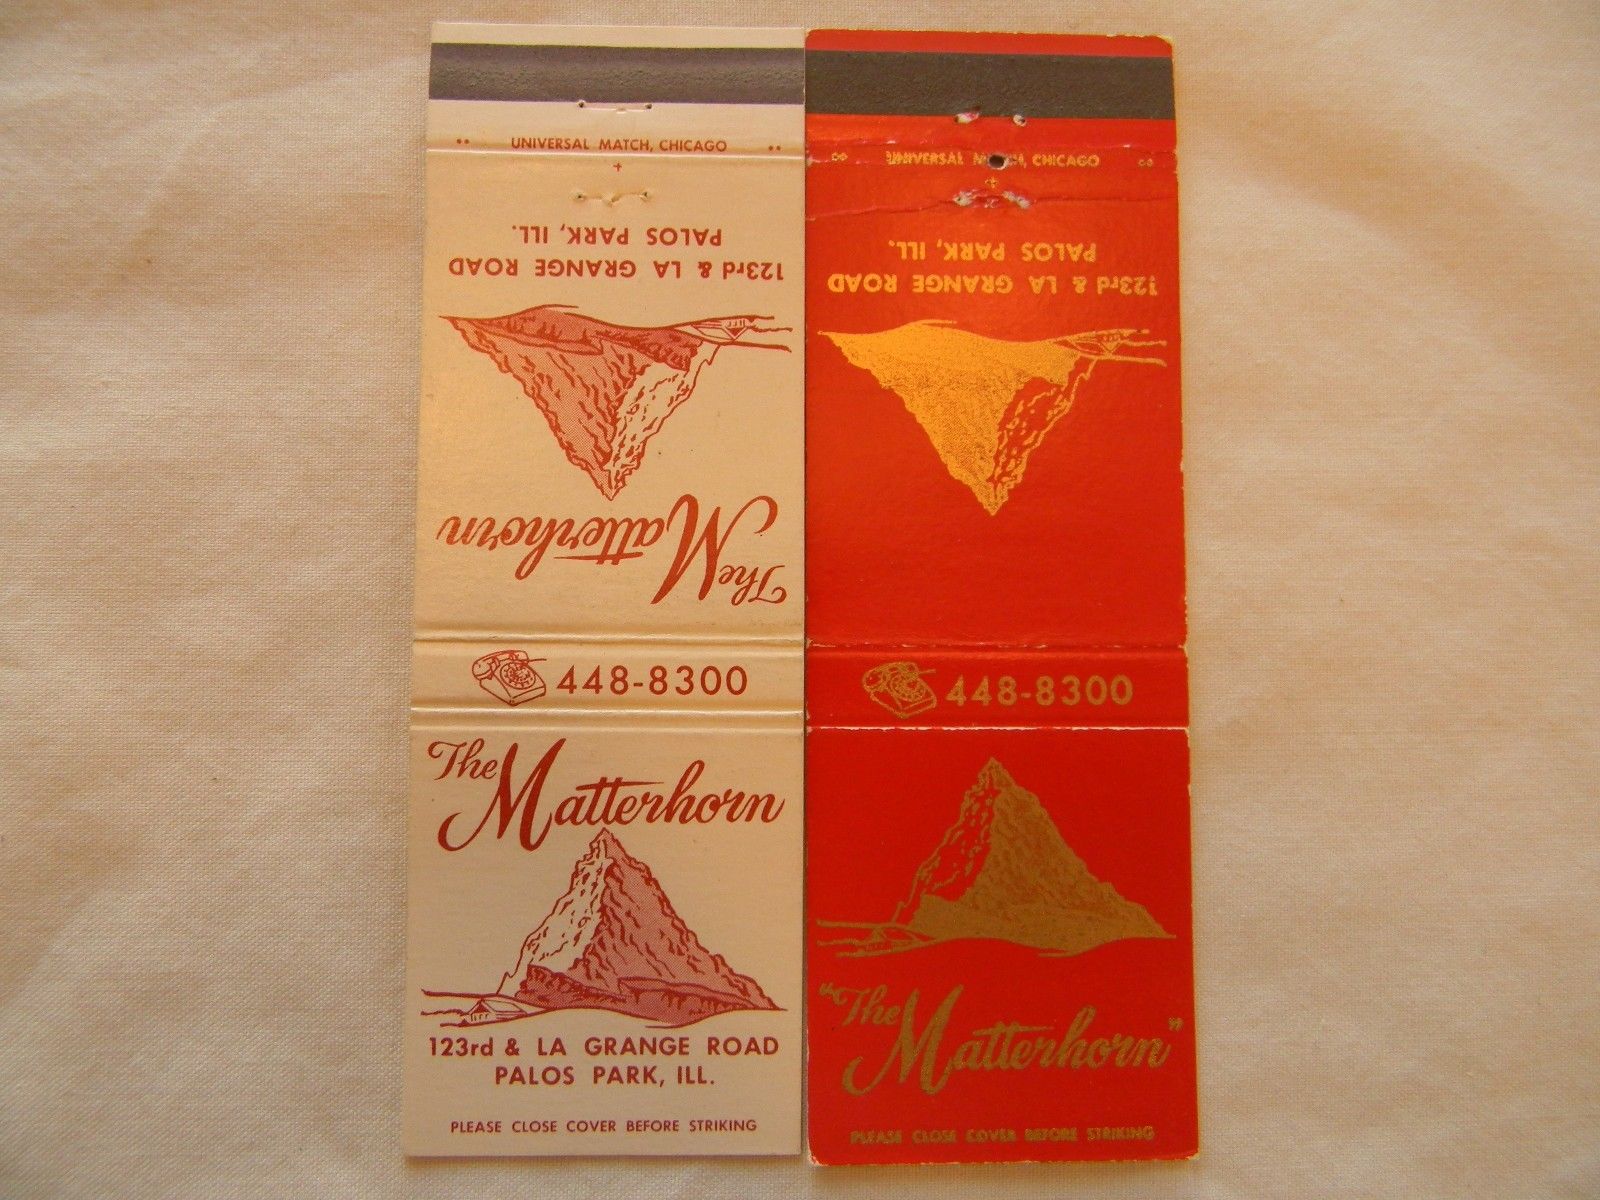 UNIVERSAL MATCH, CHICAGO
123rd & LA GRANGE ROAD
PALOS PARK, ILL.
The Matterhorn
448-8300
The Matterhorn
123rd & LA GRANGE ROAD
PALOS PARK, ILL.
PLEASE CLOSE COVER BEFORE STRIKING
UNIVERSAL MATCH, CHICAGO
123rd & LA GRANGE ROAD
PALOS PARK, ILL.
448-8300
"The Matterhorn"
PLEASE CLOSE COVER BEFORE STRIKING